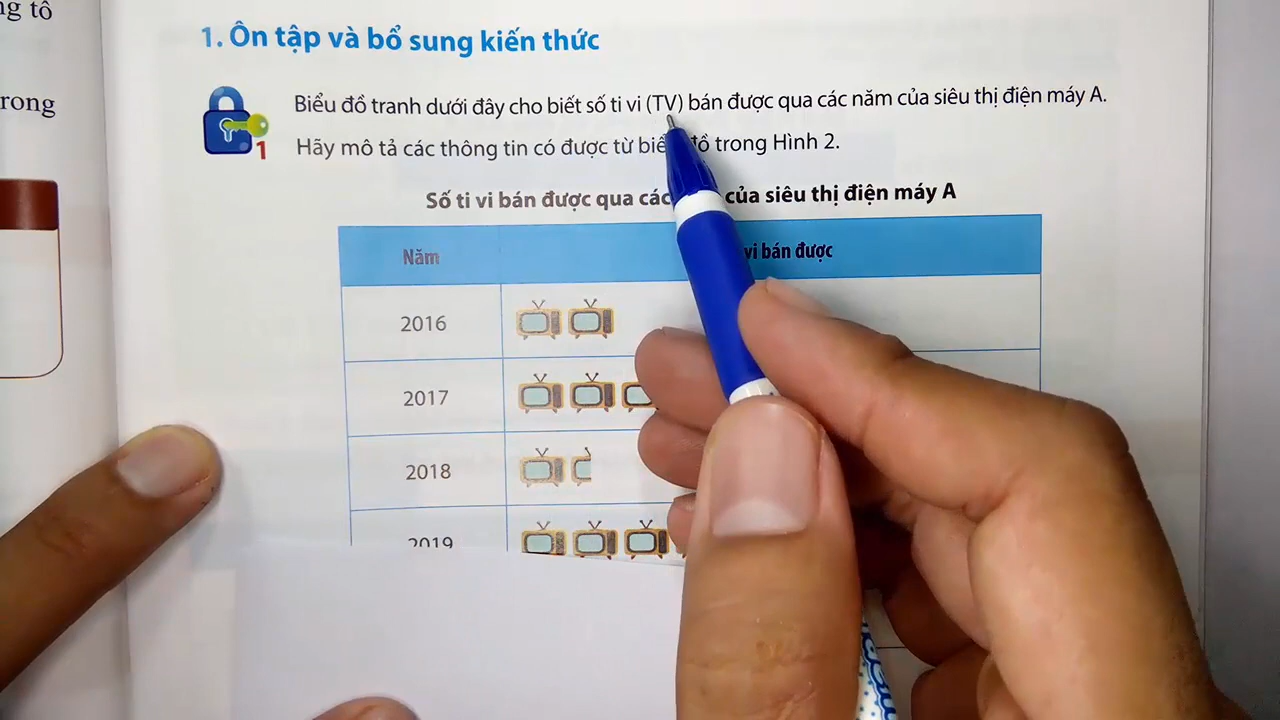 ng tô
rong
1. Ôn tập và bổ sung kiến thức
Biểu đồ tranh dưới đây cho biết số ti vi (TV) bán được qua các năm của siêu thị điện máy A.
1
Hãy mô tả các thông tin có được từ biể đồ trong Hình 2.
Số ti vi bán được qua các của siêu thị điện máy A
Năm
vi bán được
2016
2017
2018
2019